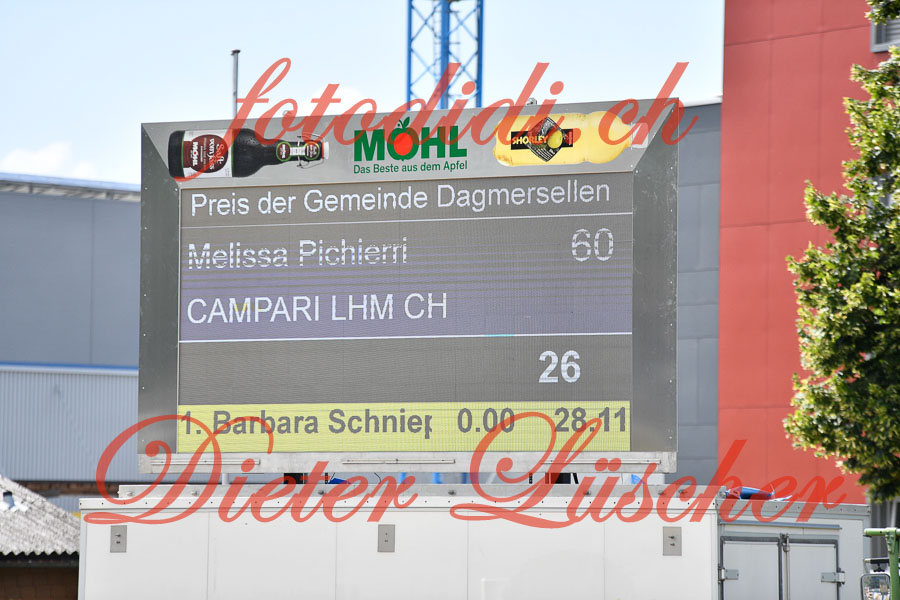 fotodidi.ch
MÖHL
Das Beste aus dem Apfel
SHORLEY
Preis der Gemeinde Dagmersellen
Melissa Pichierri 60
CAMPARI LHM CH
26
1. Barbara Schniep 0.00 28.11
Dieter Lüscher